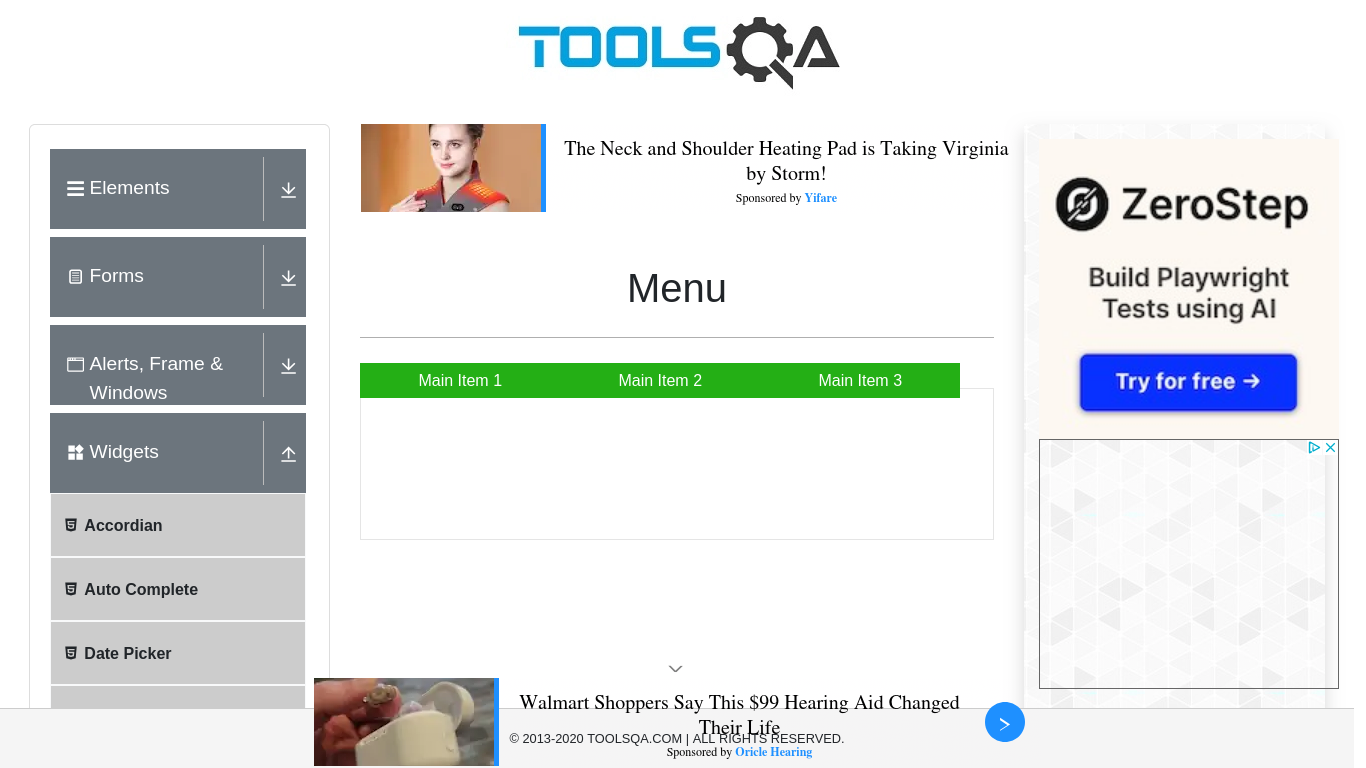 TOOLSQA
Elements
Forms
Alerts, Frame &
Windows
Widgets
Accordian
Auto Complete
Date Picker
The Neck and Shoulder Heating Pad is Taking Virginia
by Storm!
Sponsored by Yifare
Menu
Main Item 1
Main Item 2
Main Item 3
ZeroStep
Build Playwright
Tests using AI
Try for free →
Walmart Shoppers Say This $99 Hearing Aid Changed
Their Life
© 2013-2020 TOOLSQA.COM | ALL RIGHTS RESERVED.
Sponsored by Oricle Hearing